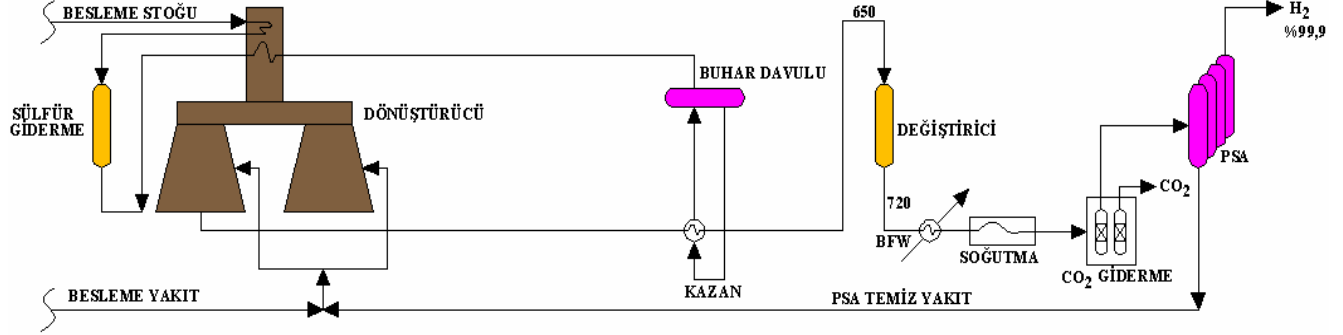 BESLEME STOĞU
650
H2
%99,9
BUHAR DAVULU
SÜLFÜR
GİDERME
DÖNÜŞTÜRÜCÜ
DEĞİŞTİRİCİ
PSA
CO2
720
BFW
SOĞUTMA
CO2 GİDERME
KAZAN
BESLEME YAKIT
PSA TEMİZ YAKIT